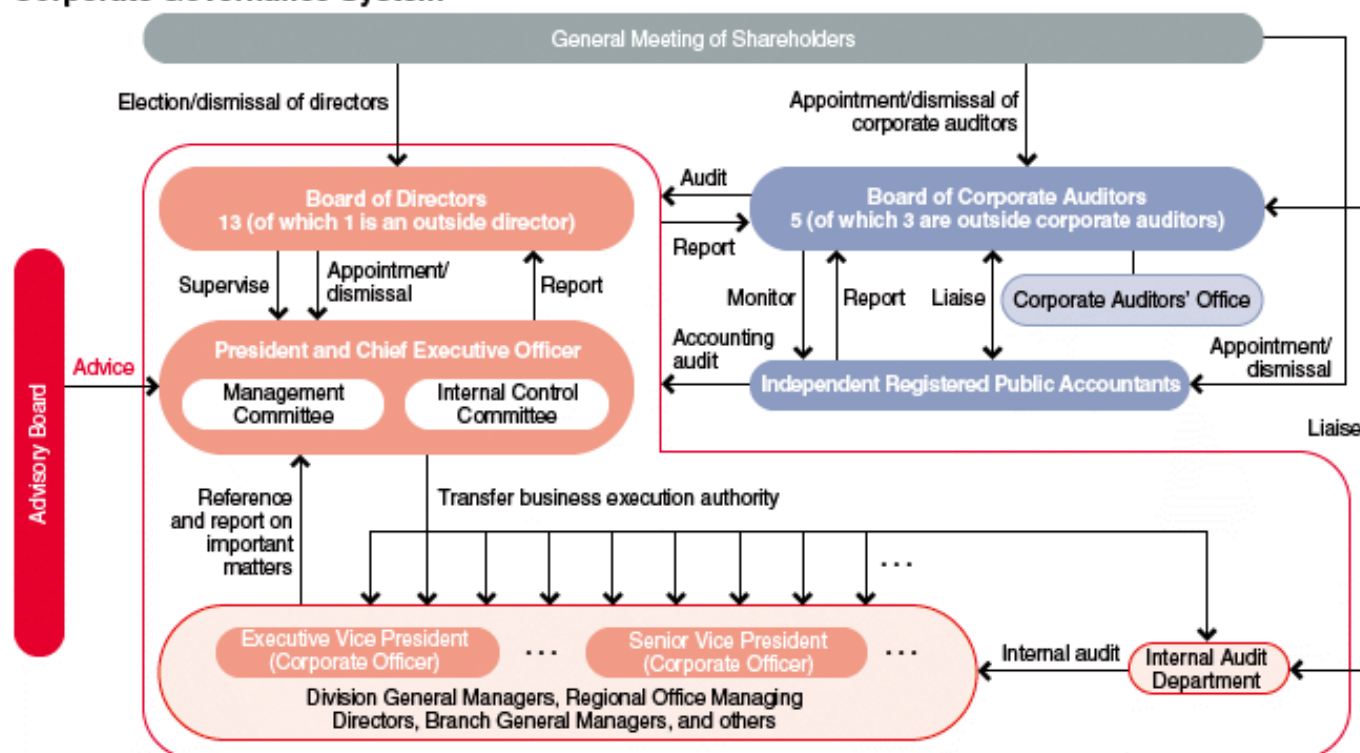 General Meeting of Shareholders
Election/dismissal of directors
Appointment/dismissal of
corporate auditors
Board of Directors
13 (of which 1 is an outside director)
Audit
Report
Board of Corporate Auditors
5 (of which 3 are outside corporate auditors)
Supervise
Appointment/
dismissal
Report
Monitor
Report
Liaise
Corporate Auditors' Office
Advisory Board
Advice
President and Chief Executive Officer
Management
Committee
Internal Control
Committee
Accounting
audit
Independent Registered Public Accountants
Appointment/
dismissal
Liaise
Reference
and report on
important
matters
Transfer business execution authority
...
Executive Vice President
(Corporate Officer)
...
Senior Vice President
(Corporate Officer)
...
Division General Managers, Regional Office Managing
Directors, Branch General Managers, and others
Internal audit
Internal Audit
Department